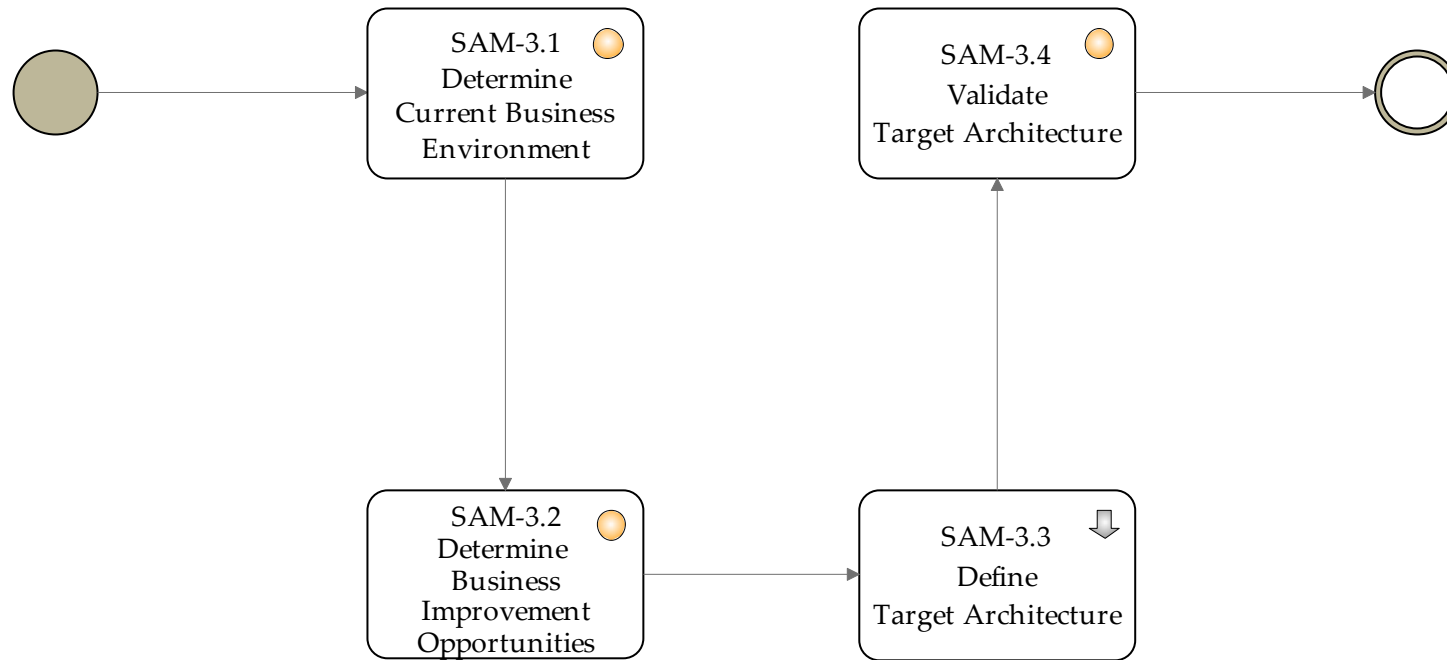 SAM-3.1
Determine
Current Business
Environment
SAM-3.4
Validate
Target Architecture
SAM-3.2
Determine
Business
Improvement
Opportunities
SAM-3.3
Define
Target Architecture